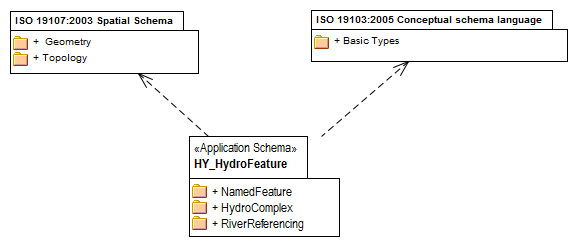 ISO 19107:2003 Spatial Schema
+ Geometry
+ Topology
ISO 19103:2005 Conceptual schema language
+ Basic Types
«Application Schema»
HY_HydroFeature
+ NamedFeature
+ HydroComplex
+ RiverReferencing